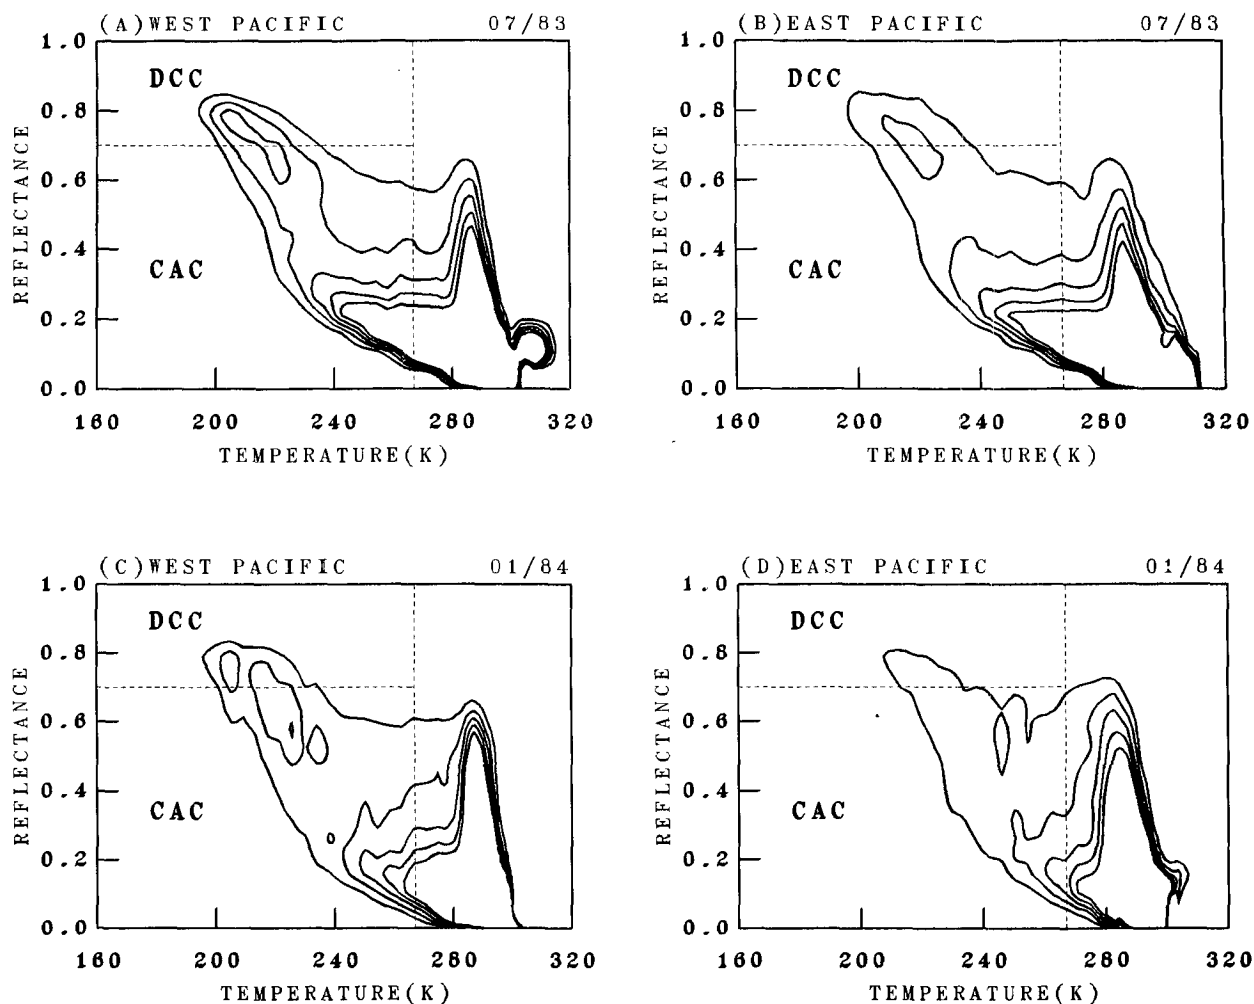 (A) WEST PACIFIC 07/83
1.0
DCC
0.8
0.6
0.4
CAC
0.2
0.0
REFLECTANCE
160 200 240 280 320
TEMPERATURE(K)
(B) EAST PACIFIC 07/83
1.0
DCC
0.8
0.6
0.4
CAC
0.2
0.0
REFLECTANCE
160 200 240 280 320
TEMPERATURE(K)
(C) WEST PACIFIC 01/84
1.0
DCC
0.8
0.6
0.4
CAC
0.2
0.0
REFLECTANCE
160 200 240 280 320
TEMPERATURE(K)
(D) EAST PACIFIC 01/84
1.0
DCC
0.8
0.6
0.4
CAC
0.2
0.0
REFLECTANCE
160 200 240 280 320
TEMPERATURE(K)